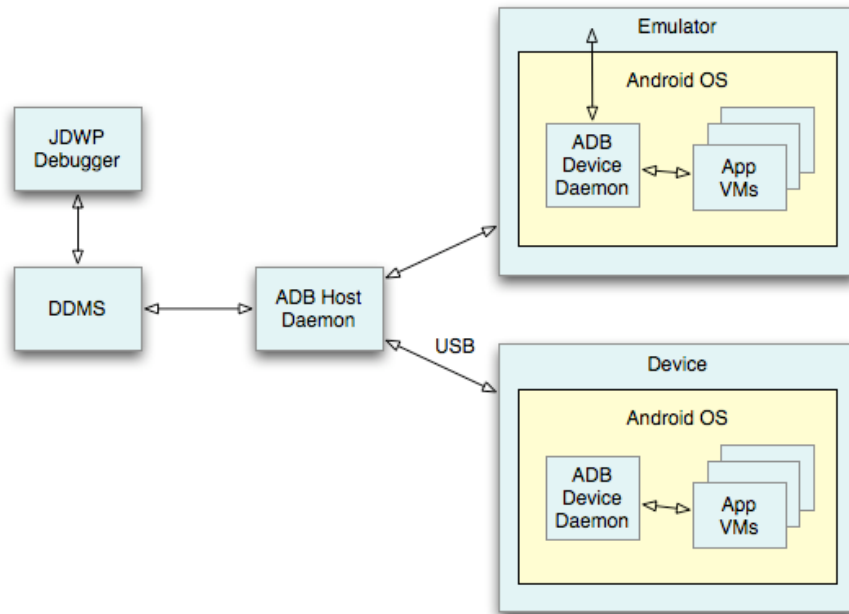 Emulator
Android OS
ADB
Device
Daemon
App
VMs
JDWP
Debugger
DDMS
ADB Host
Daemon
USB
Device
Android OS
ADB
Device
Daemon
App
VMs